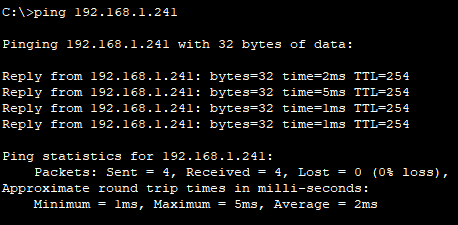 C:\>ping 192.168.1.241
Pinging 192.168.1.241 with 32 bytes of data:
Reply from 192.168.1.241: bytes=32 time=2ms TTL=254
Reply from 192.168.1.241: bytes=32 time=5ms TTL=254
Reply from 192.168.1.241: bytes=32 time=1ms TTL=254
Reply from 192.168.1.241: bytes=32 time=1ms TTL=254
Ping statistics for 192.168.1.241:
    Packets: Sent = 4, Received = 4, Lost = 0 (0% loss),
Approximate round trip times in milli-seconds:
    Minimum = 1ms, Maximum = 5ms, Average = 2ms